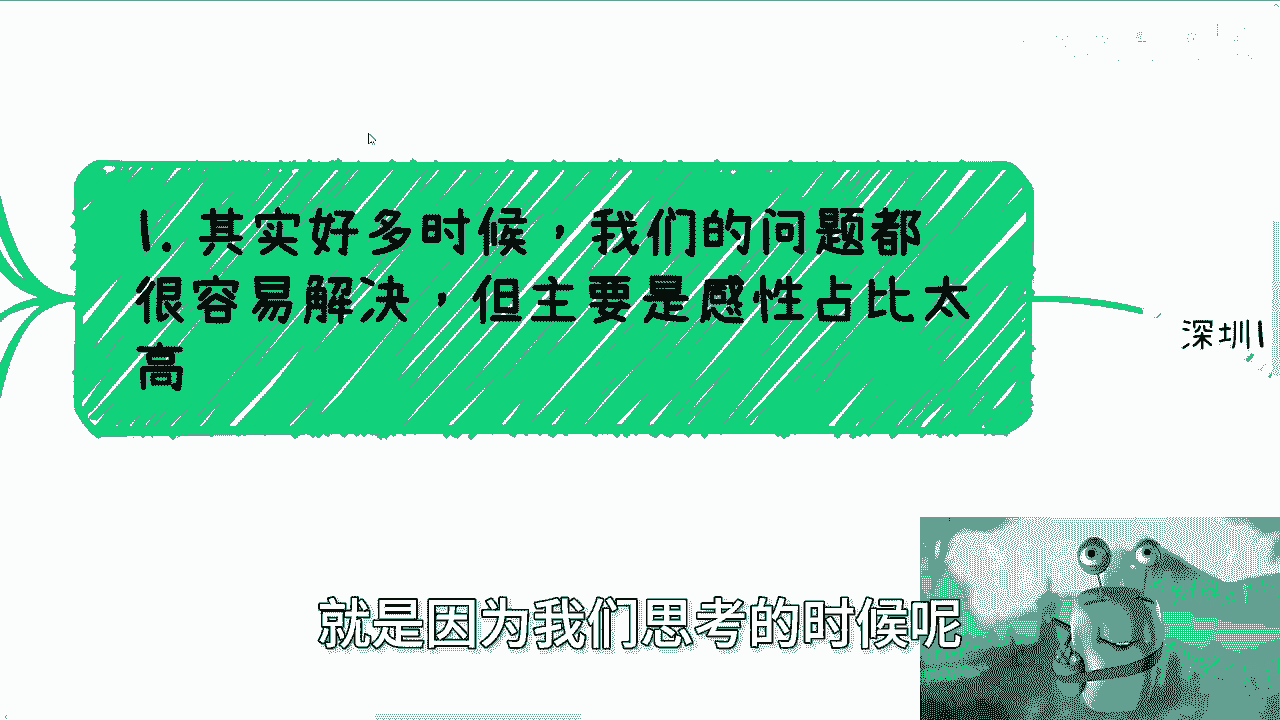 1. 其实好多时候，我们的问题都
很容易解决，但主要是感性占比太
高
深圳1
就是因为我们思考的时候呢